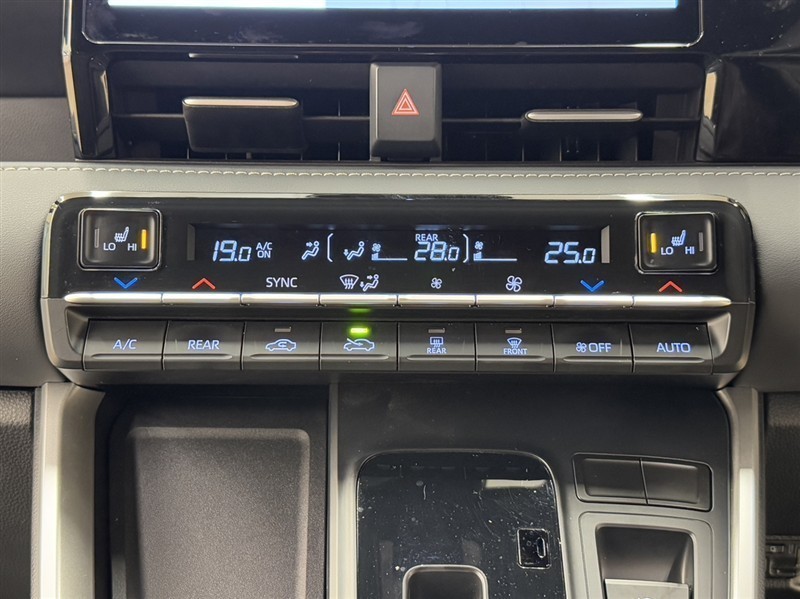 LO HI
19.0 A/C ON
REAR
28.0
25.0
LO HI
SYNC
A/C
REAR
REAR
FRONT
OFF
AUTO